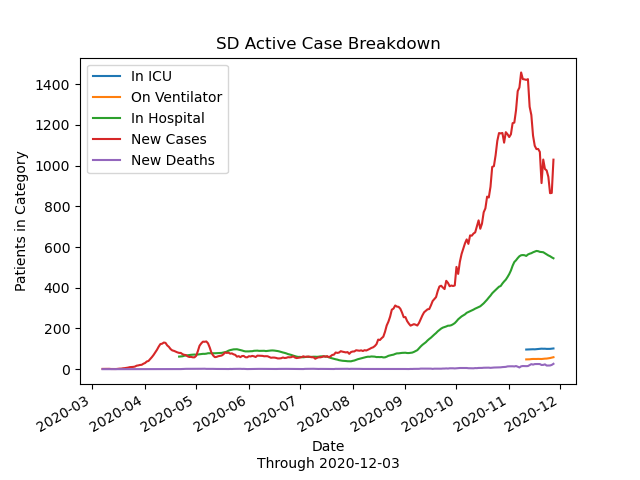 SD Active Case Breakdown
In ICU
On Ventilator
In Hospital
New Cases
New Deaths
Patients in Category
1400
1200
1000
800
600
400
200
0
2020-03
2020-04
2020-05
2020-06
2020-07
2020-08
2020-09
2020-10
2020-11
2020-12
Date
Through 2020-12-03